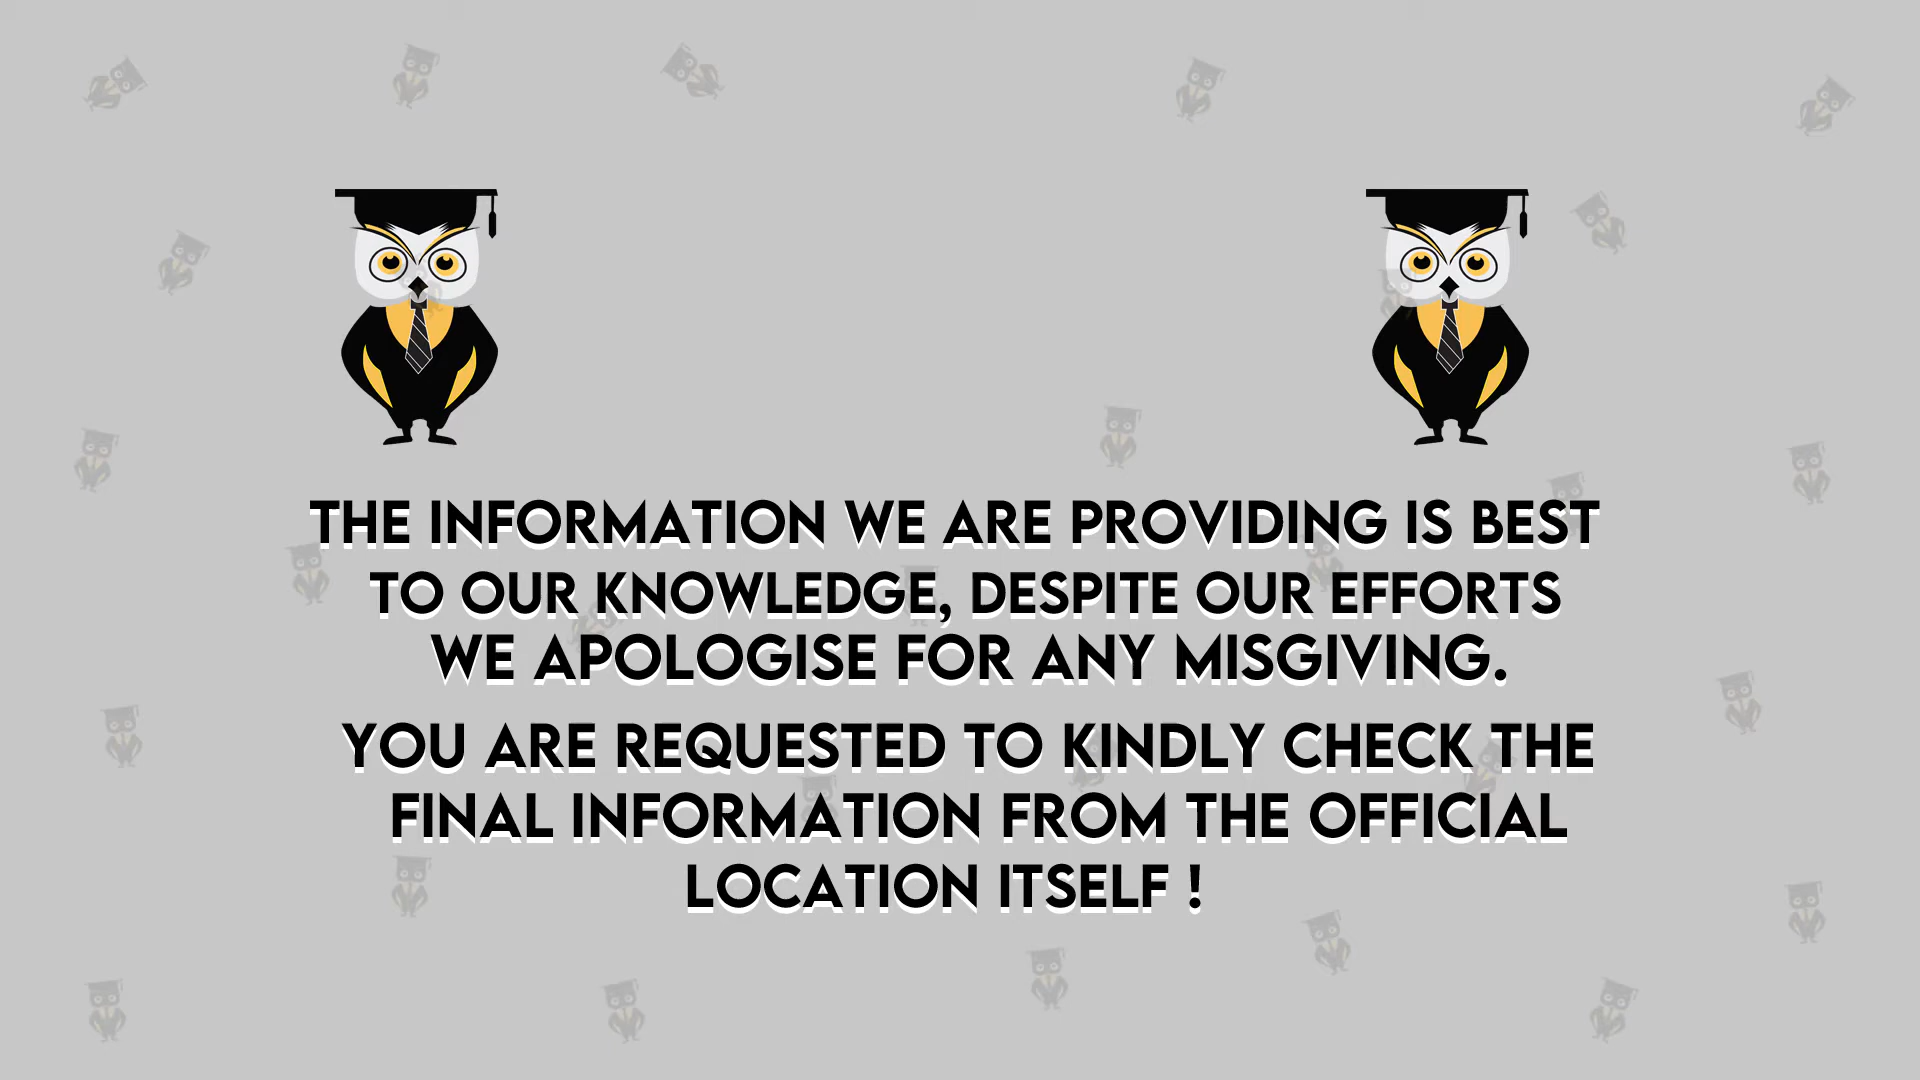 THE INFORMATION WE ARE PROVIDING IS BEST
TO OUR KNOWLEDGE, DESPITE OUR EFFORTS
WE APOLOGISE FOR ANY MISGIVING.
YOU ARE REQUESTED TO KINDLY CHECK THE
FINAL INFORMATION FROM THE OFFICIAL
LOCATION ITSELF !